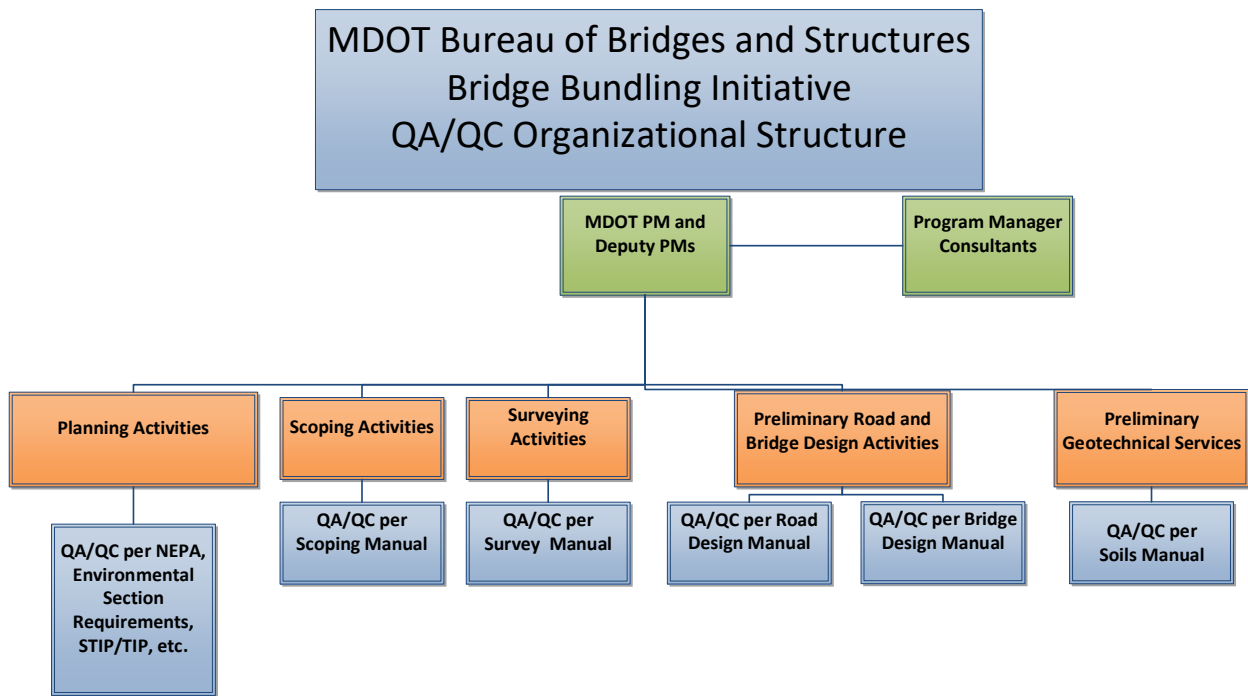 MDOT Bureau of Bridges and Structures
Bridge Bundling Initiative
QA/QC Organizational Structure
MDOT PM and
Deputy PMs
Program Manager
Consultants
Planning Activities
Scoping Activities
Surveying
Activities
Preliminary Road and
Bridge Design Activities
Preliminary
Geotechnical Services
QA/QC per NEPA,
Environmental
Section
Requirements,
STIP/TIP, etc.
QA/QC per
Scoping Manual
QA/QC per
Survey Manual
QA/QC per Road
Design Manual
QA/QC per Bridge
Design Manual
QA/QC per
Soils Manual